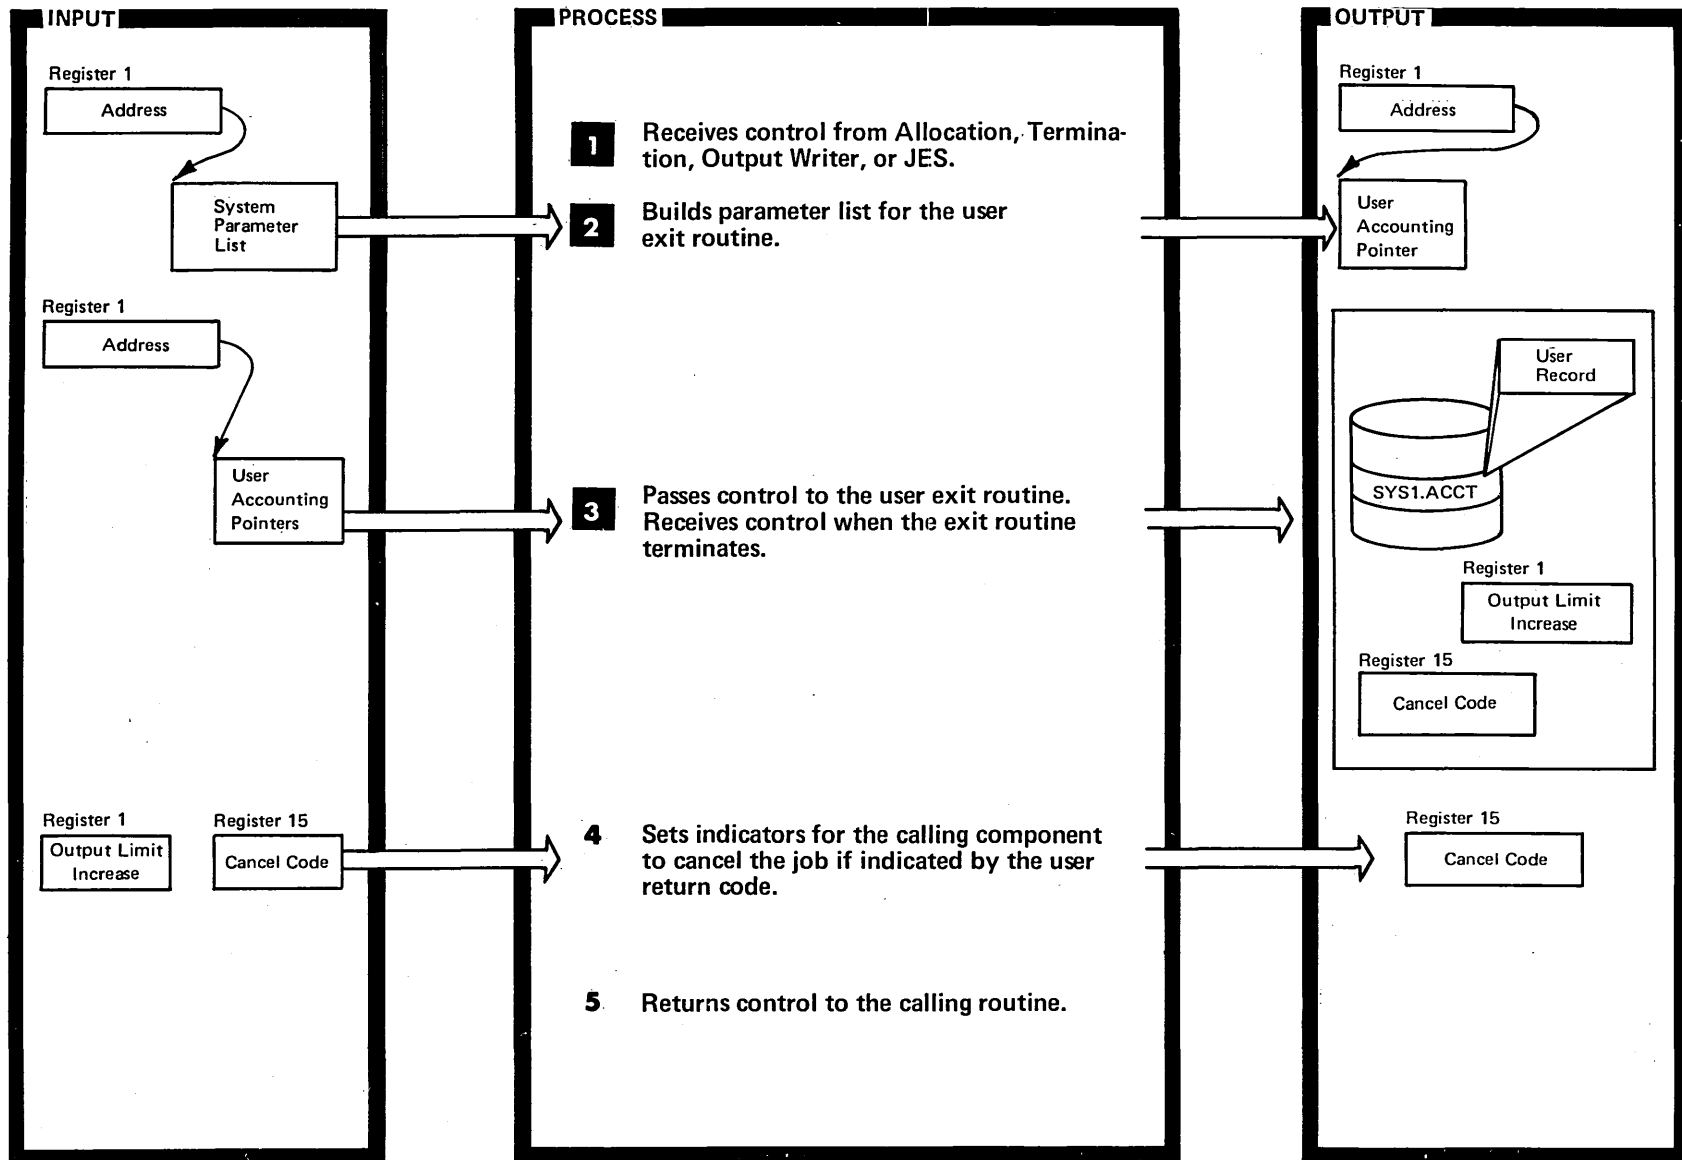 INPUT
Register 1
Address
System
Parameter
List
Register 1
Address
User
Accounting
Pointers
Register 1
Output Limit
Increase
Register 15
Cancel Code
PROCESS
1 Receives control from Allocation, Termina-
tion, Output Writer, or JES.
2 Builds parameter list for the user
exit routine.
3 Passes control to the user exit routine.
Receives control when the exit routine
terminates.
4 Sets indicators for the calling component
to cancel the job if indicated by the user
return code.
5 Returns control to the calling routine.
OUTPUT
Register 1
Address
User
Accounting
Pointer
User
Record
SYS1.ACCT
Register 1
Output Limit
Increase
Register 15
Cancel Code
Register 15
Cancel Code